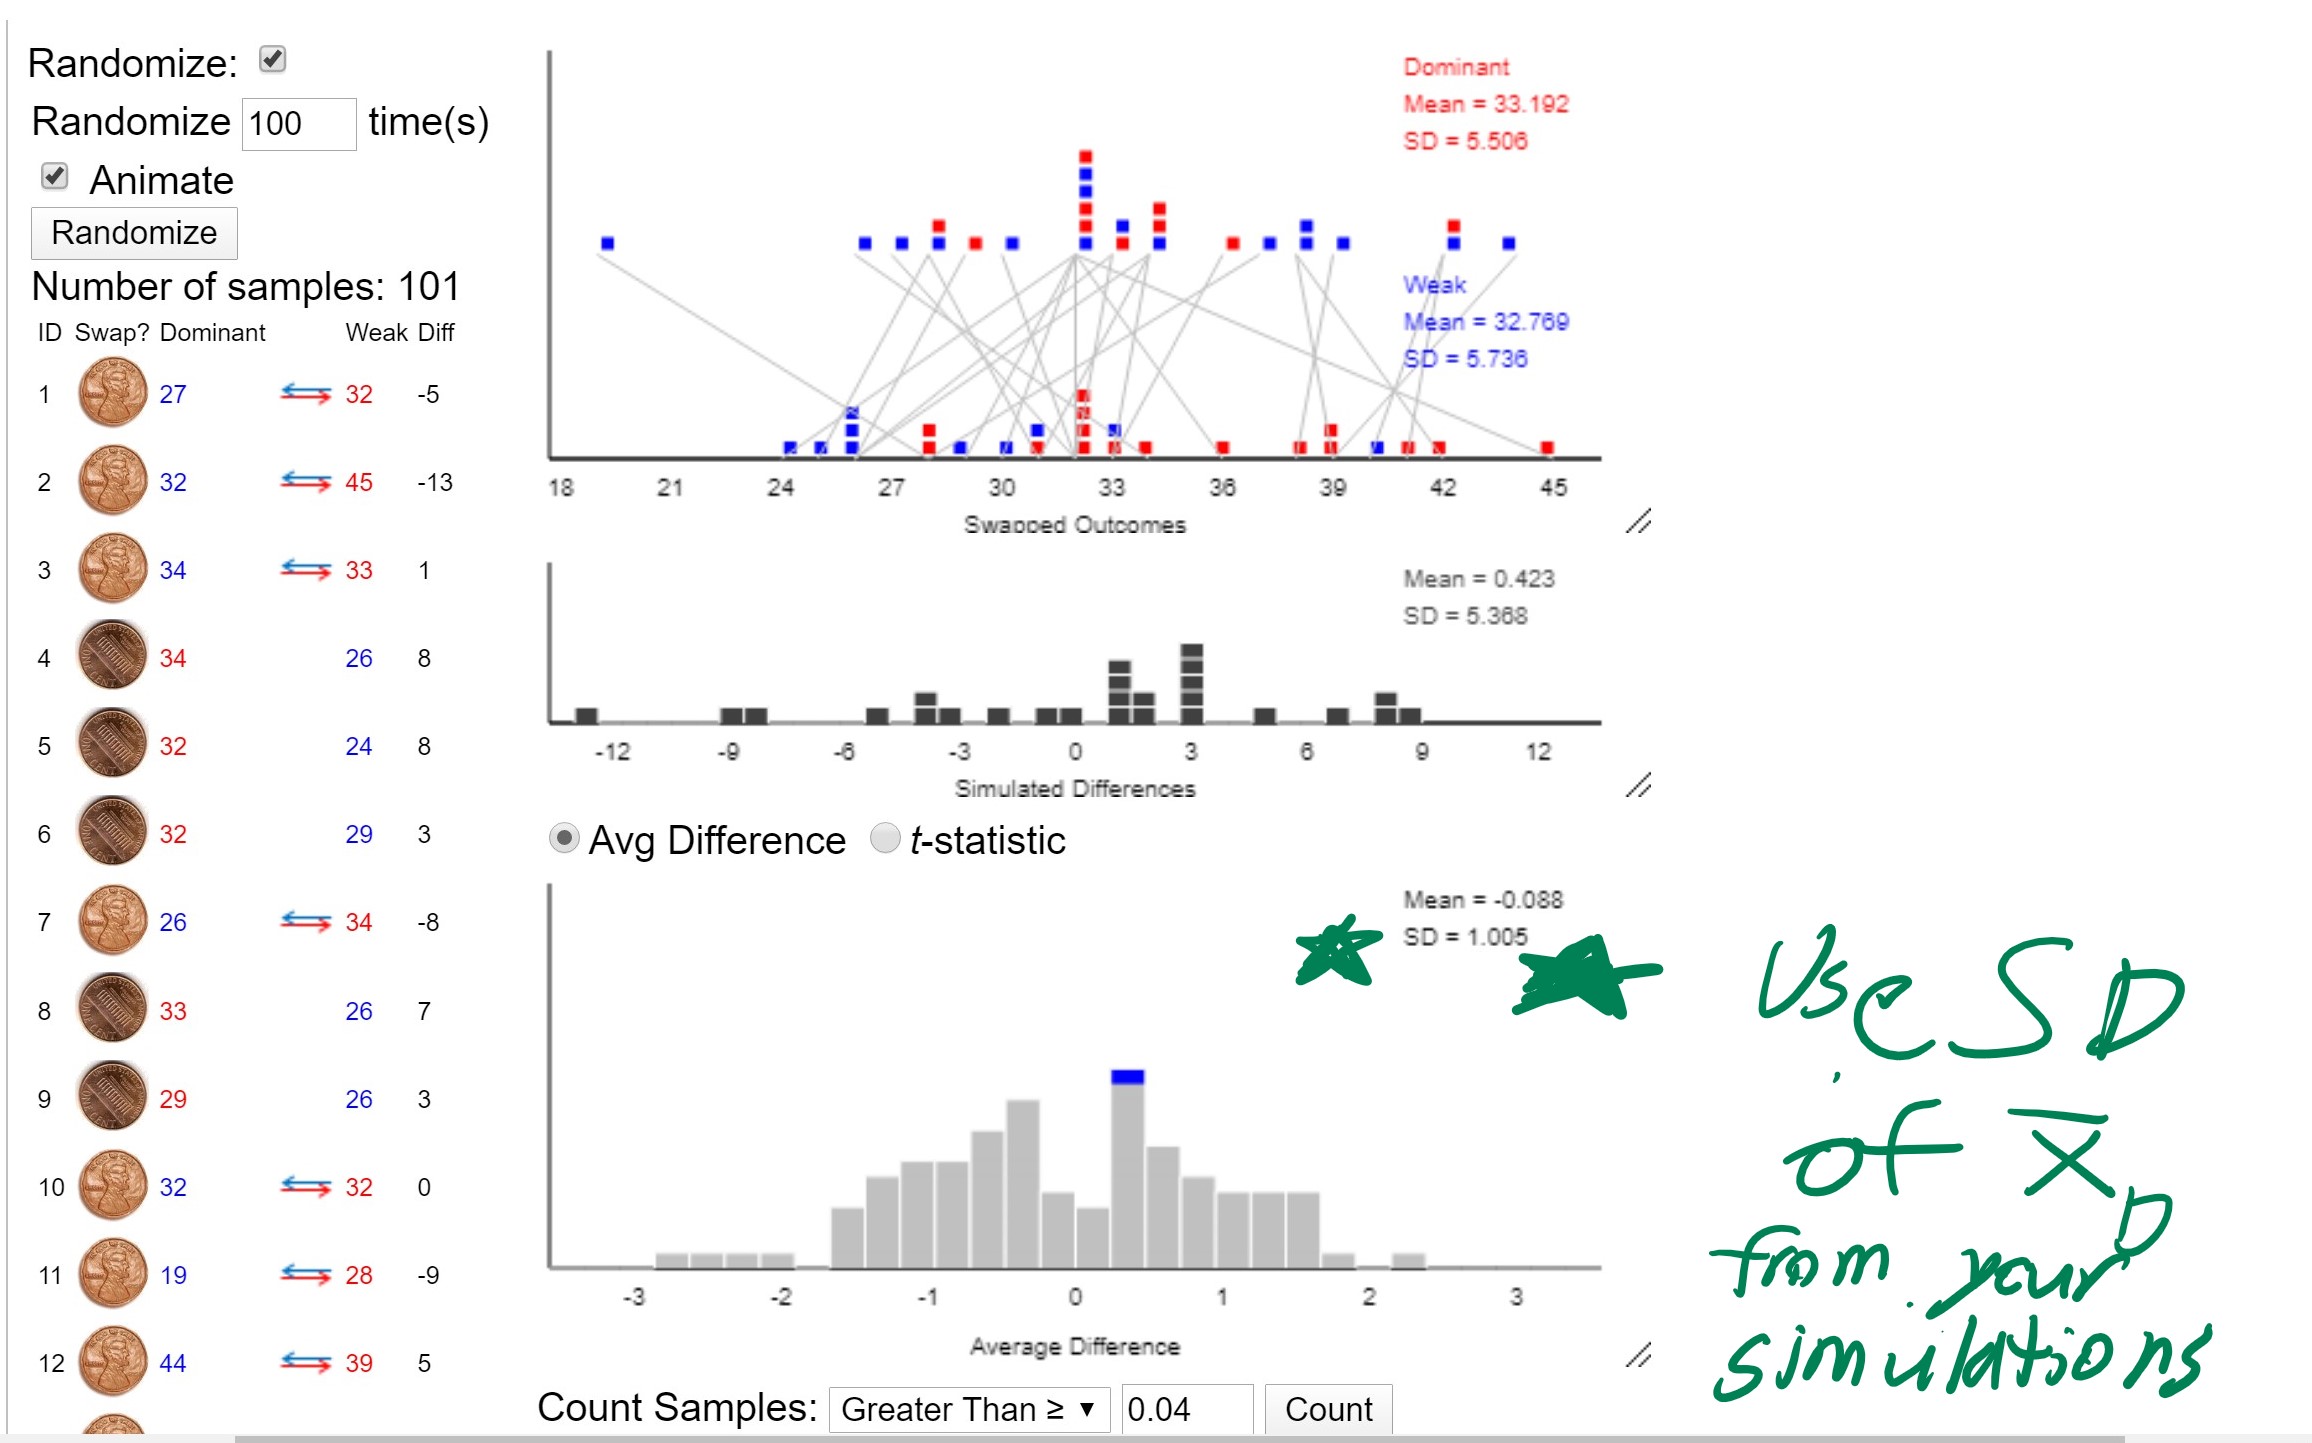 Randomize:
Randomize 100 time(s)
Animate
Randomize
Number of samples: 101
ID Swap? Dominant Weak Diff
1 27 32 -5
2 32 45 -13
3 34 33 1
4 34 26 8
5 32 24 8
6 32 29 3
7 26 34 -8
8 33 26 7
9 29 26 3
10 32 32 0
11 19 28 -9
12 44 39 5
Dominant
Mean = 33.192
SD = 5.506
Weak
Mean = 32.769
SD = 5.736
18 21 24 27 30 33 36 39 42 45
Swapped Outcomes
Mean = 0.423
SD = 5.368
-12 -9 -6 -3 0 3 6 9 12
Simulated Differences
Avg Difference t-statistic
Mean = -0.088
SD = 1.005
-3 -2 -1 0 1 2 3
Average Difference
Count Samples: Greater Than ≥ ▼ 0.04 Count
Use SD
of x̄D
from your
simulations